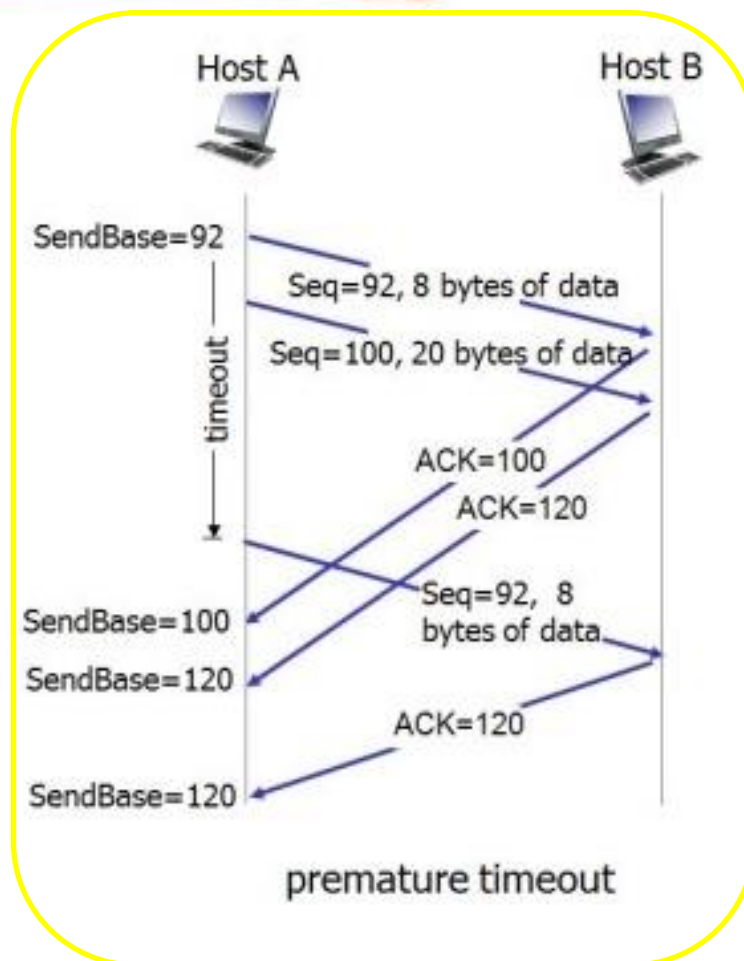 Host A
Host B
SendBase=92
Seq=92, 8 bytes of data
Seq=100, 20 bytes of data
timeout
ACK=100
ACK=120
Seq=92, 8
bytes of data
SendBase=100
SendBase=120
ACK=120
SendBase=120
premature timeout